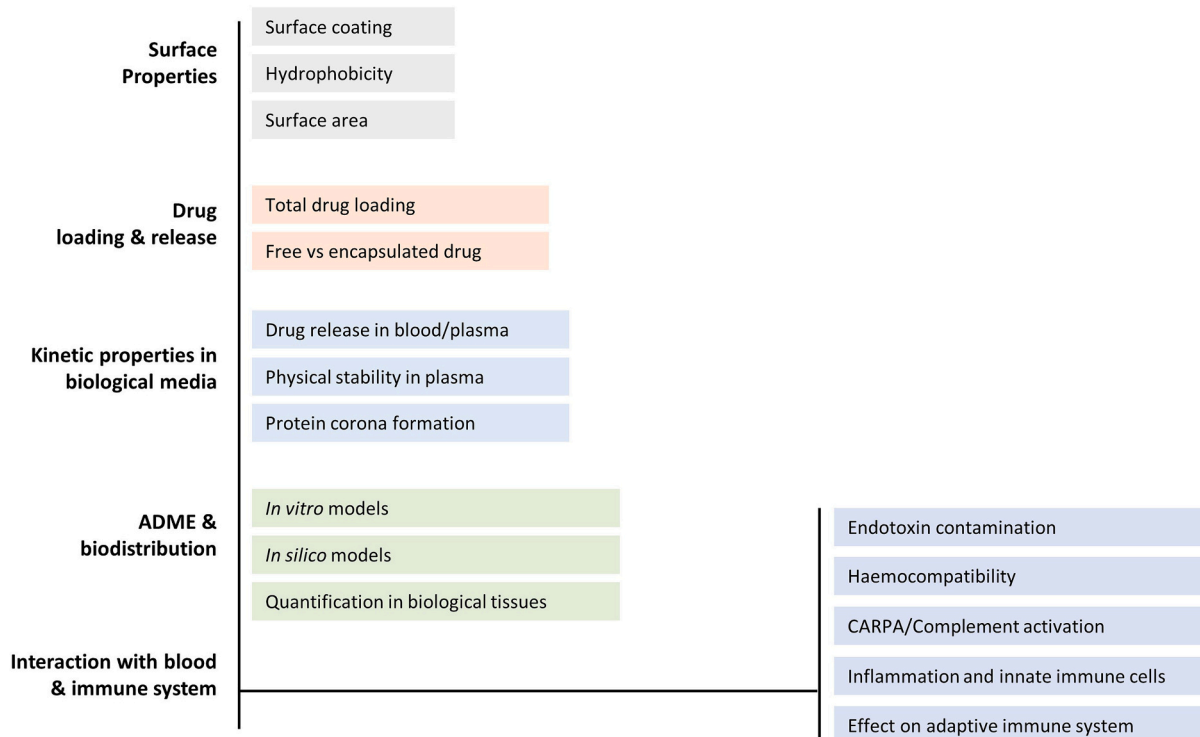 Surface
Properties
Surface coating
Hydrophobicity
Surface area
Drug
loading & release
Total drug loading
Free vs encapsulated drug
Kinetic properties in
biological media
Drug release in blood/plasma
Physical stability in plasma
Protein corona formation
ADME &
biodistribution
In vitro models
In silico models
Quantification in biological tissues
Interaction with blood
& immune system
Endotoxin contamination
Haemocompatibility
CARPA/Complement activation
Inflammation and innate immune cells
Effect on adaptive immune system